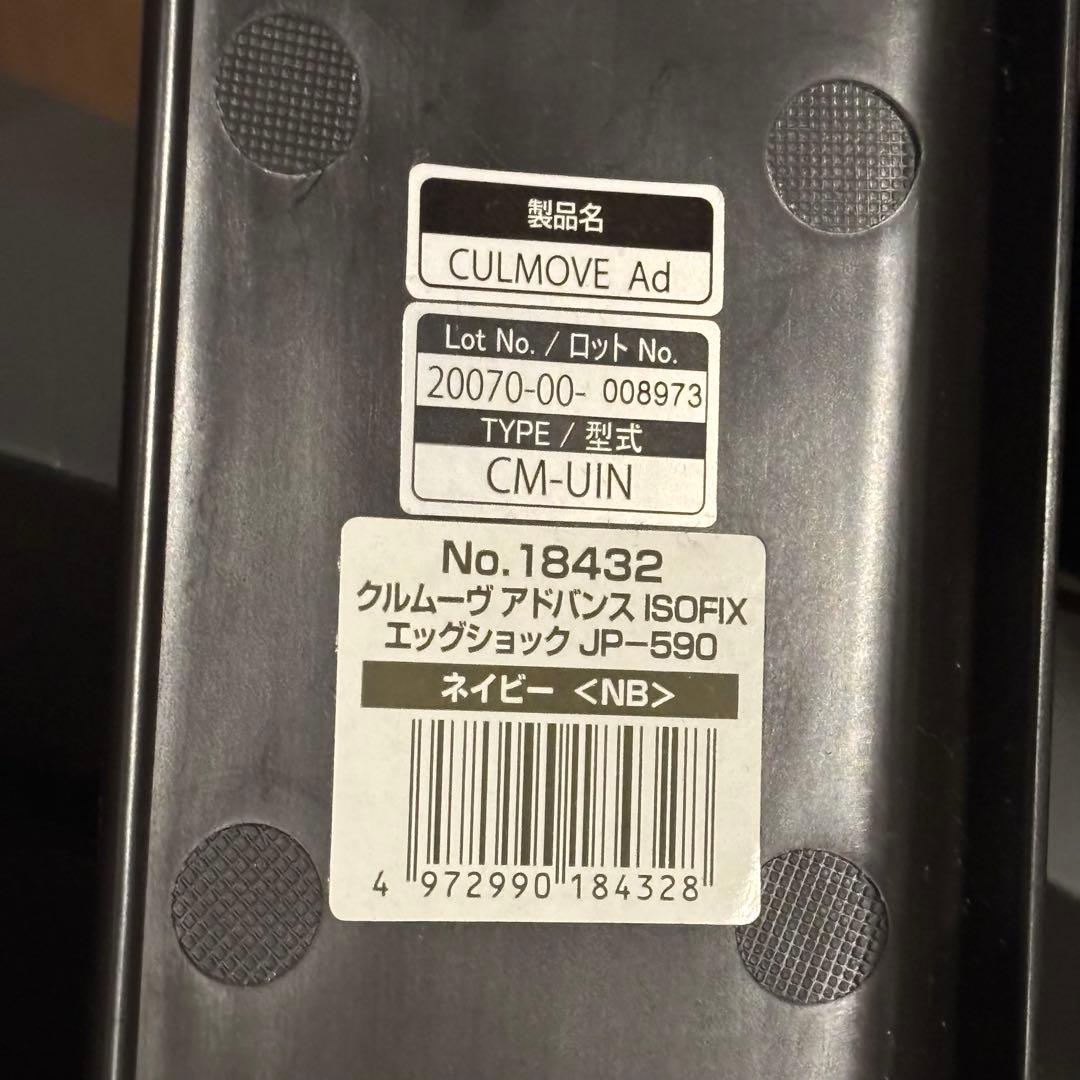 製品名
CULMOVE Ad
Lot No. / ロット No.
20070-00- 008973
TYPE / 型式
CM-UIN
No.18432
クルムーヴ アドバンス ISOFIX
エッグショック JP−590
ネイビー <NB>
4 972990 184328